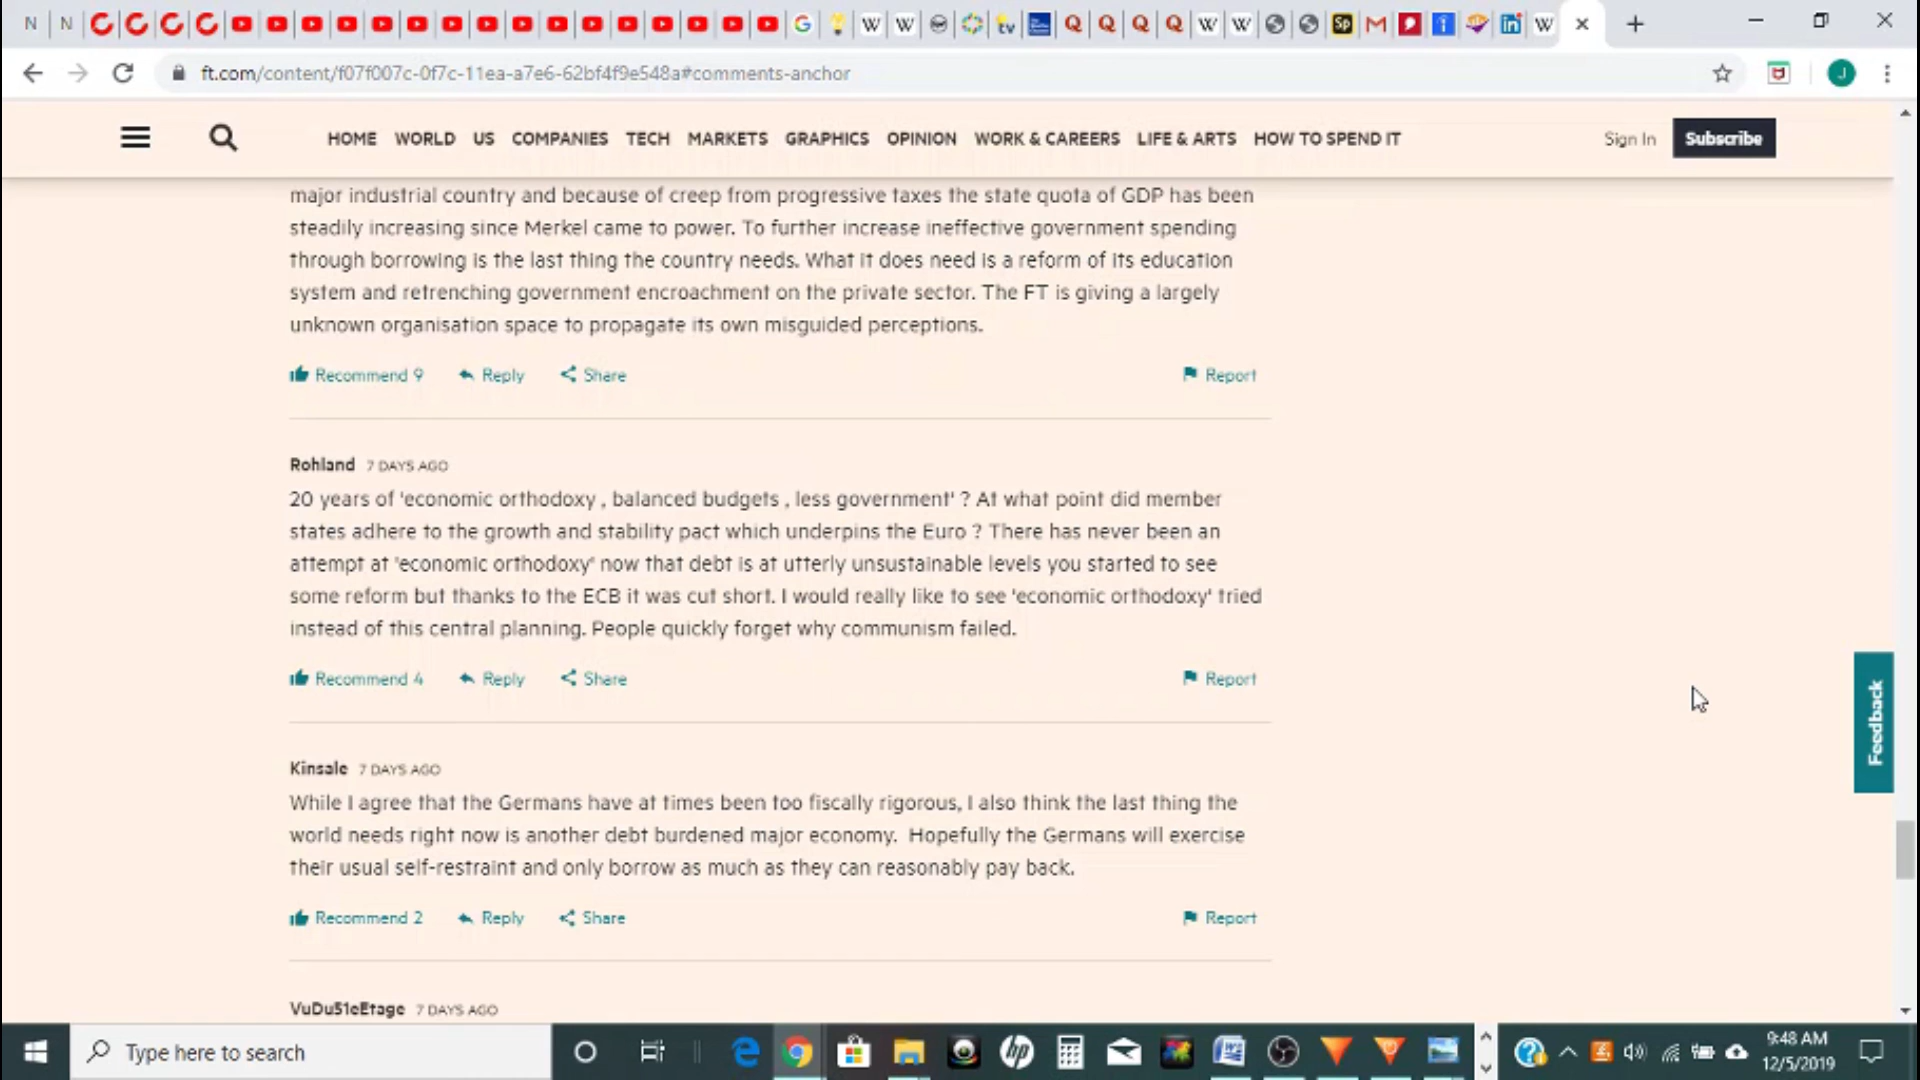 ft.com/content/f07f007c-0f7c-11ea-a7e6-62bf4f9e548a#comments-anchor
J
HOME WORLD US COMPANIES TECH MARKETS GRAPHICS OPINION WORK & CAREERS LIFE & ARTS HOW TO SPEND IT Sign In Subscribe
major industrial country and because of creep from progressive taxes the state quota of GDP has been
steadily increasing since Merkel came to power. To further increase ineffective government spending
through borrowing is the last thing the country needs. What it does need is a reform of its education
system and retrenching government encroachment on the private sector. The FT is giving a largely
unknown organisation space to propagate its own misguided perceptions.
Recommend 9 Reply Share Report
Rohland 7 DAYS AGO
20 years of 'economic orthodoxy , balanced budgets , less government' ? At what point did member
states adhere to the growth and stability pact which underpins the Euro ? There has never been an
attempt at 'economic orthodoxy' now that debt is at utterly unsustainable levels you started to see
some reform but thanks to the ECB it was cut short. I would really like to see 'economic orthodoxy' tried
instead of this central planning. People quickly forget why communism failed.
Recommend 4 Reply Share Report
Feedback
Kinsale 7 DAYS AGO
While I agree that the Germans have at times been too fiscally rigorous, I also think the last thing the
world needs right now is another debt burdened major economy. Hopefully the Germans will exercise
their usual self-restraint and only borrow as much as they can reasonably pay back.
Recommend 2 Reply Share Report
VuDu51eEtage 7 DAYS AGO
Type here to search
9:48 AM
12/5/2019